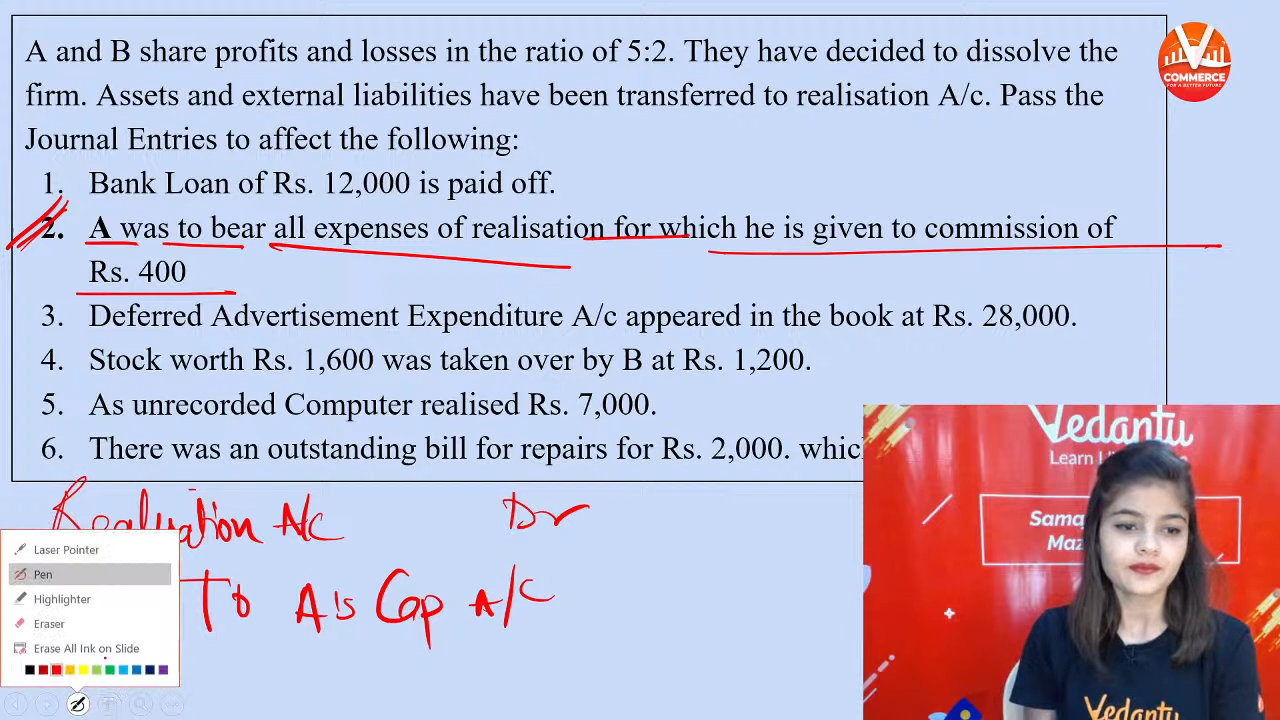 A and B share profits and losses in the ratio of 5:2. They have decided to dissolve the
firm. Assets and external liabilities have been transferred to realisation A/c. Pass the
Journal Entries to affect the following:
1. Bank Loan of Rs. 12,000 is paid off.
2. A was to bear all expenses of realisation for which he is given to commission of
Rs. 400
3. Deferred Advertisement Expenditure A/c appeared in the book at Rs. 28,000.
4. Stock worth Rs. 1,600 was taken over by B at Rs. 1,200.
5. As unrecorded Computer realised Rs. 7,000.
6. There was an outstanding bill for repairs for Rs. 2,000.
COMMERCE
FOR A BETTER FUTURE
A/c Dr
To A's Cap A/c
Laser Pointer
Pen
Highlighter
Eraser
Erase All Ink on Slide
Vedantu
Vedantu